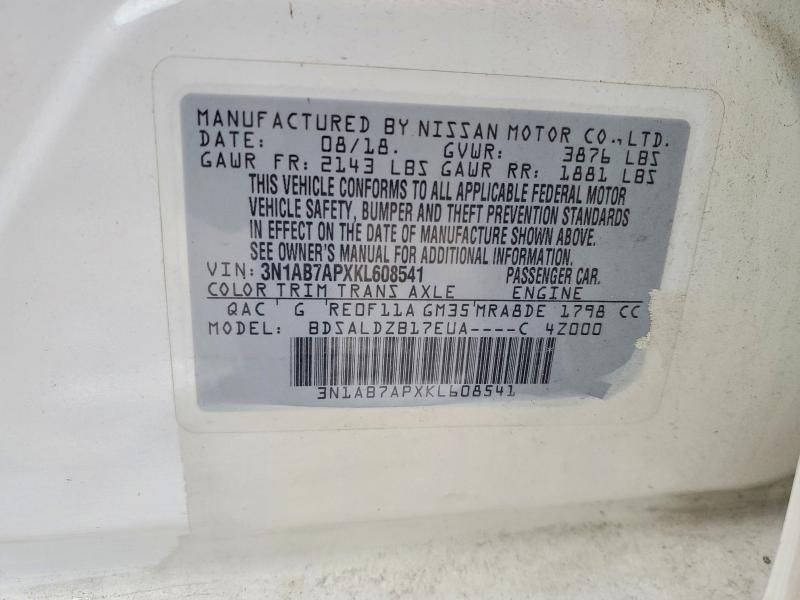 MANUFACTURED BY NISSAN MOTOR CO., LTD.
DATE: 08/18. GVWR: 3876 LBS
GAWR FR: 2143 LBS GAWR RR: 1881 LBS
THIS VEHICLE CONFORMS TO ALL APPLICABLE FEDERAL MOTOR
VEHICLE SAFETY, BUMPER AND THEFT PREVENTION STANDARDS
IN EFFECT ON THE DATE OF MANUFACTURE SHOWN ABOVE.
SEE OWNER'S MANUAL FOR ADDITIONAL INFORMATION.
VIN: 3N1AB7APXKL608541 PASSENGER CAR.
COLOR TRIM TRANS AXLE ENGINE
QAC G RE0F11A GM35 MRA8DE 1798 CC
MODEL: BDSALDZB17EUA----C 4Z000
3N1AB7APXKL608541